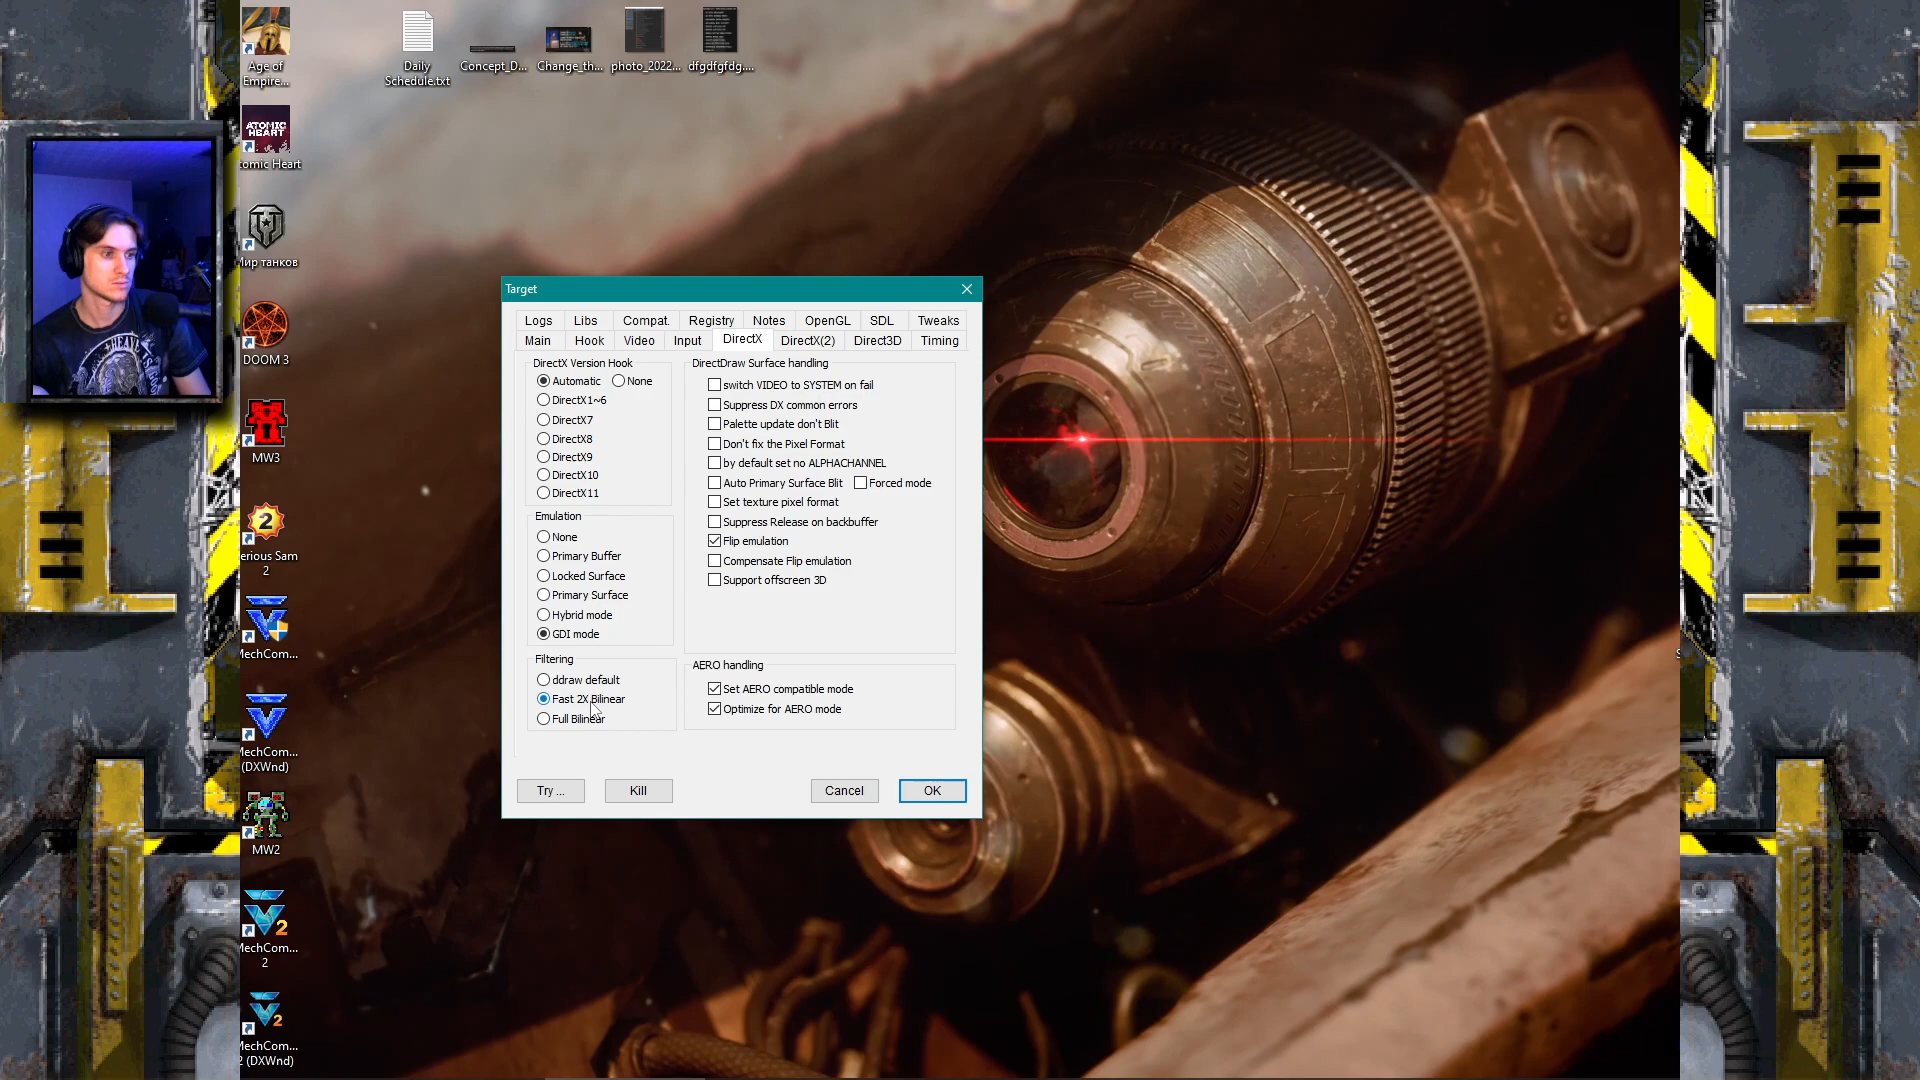 Age of
Empire...
ATOMIC
HEART
tomic Heart
Мир танков
DOOM 3
MW3
2
erious Sam
2
MechCom...
MechCom...
(DXWnd)
MW2
2
MechCom...
2
2
MechCom...
2 (DXWnd)
Daily
Schedule.txt
Concept_D...
Change_th...
photo_2022...
dfgdfgfdg....
Target
Logs Libs Compat. Registry Notes OpenGL SDL Tweaks
Main Hook Video Input DirectX DirectX(2) Direct3D Timing
DirectX Version Hook
Automatic None
DirectX1~6
DirectX7
DirectX8
DirectX9
DirectX10
DirectX11
Emulation
None
Primary Buffer
Locked Surface
Primary Surface
Hybrid mode
GDI mode
Filtering
ddraw default
Fast 2X Bilinear
Full Bilinear
DirectDraw Surface handling
switch VIDEO to SYSTEM on fail
Suppress DX common errors
Palette update don't Blit
Don't fix the Pixel Format
by default set no ALPHACHANNEL
Auto Primary Surface Blit Forced mode
Set texture pixel format
Suppress Release on backbuffer
Flip emulation
Compensate Flip emulation
Support offscreen 3D
AERO handling
Set AERO compatible mode
Optimize for AERO mode
Try ... Kill Cancel OK